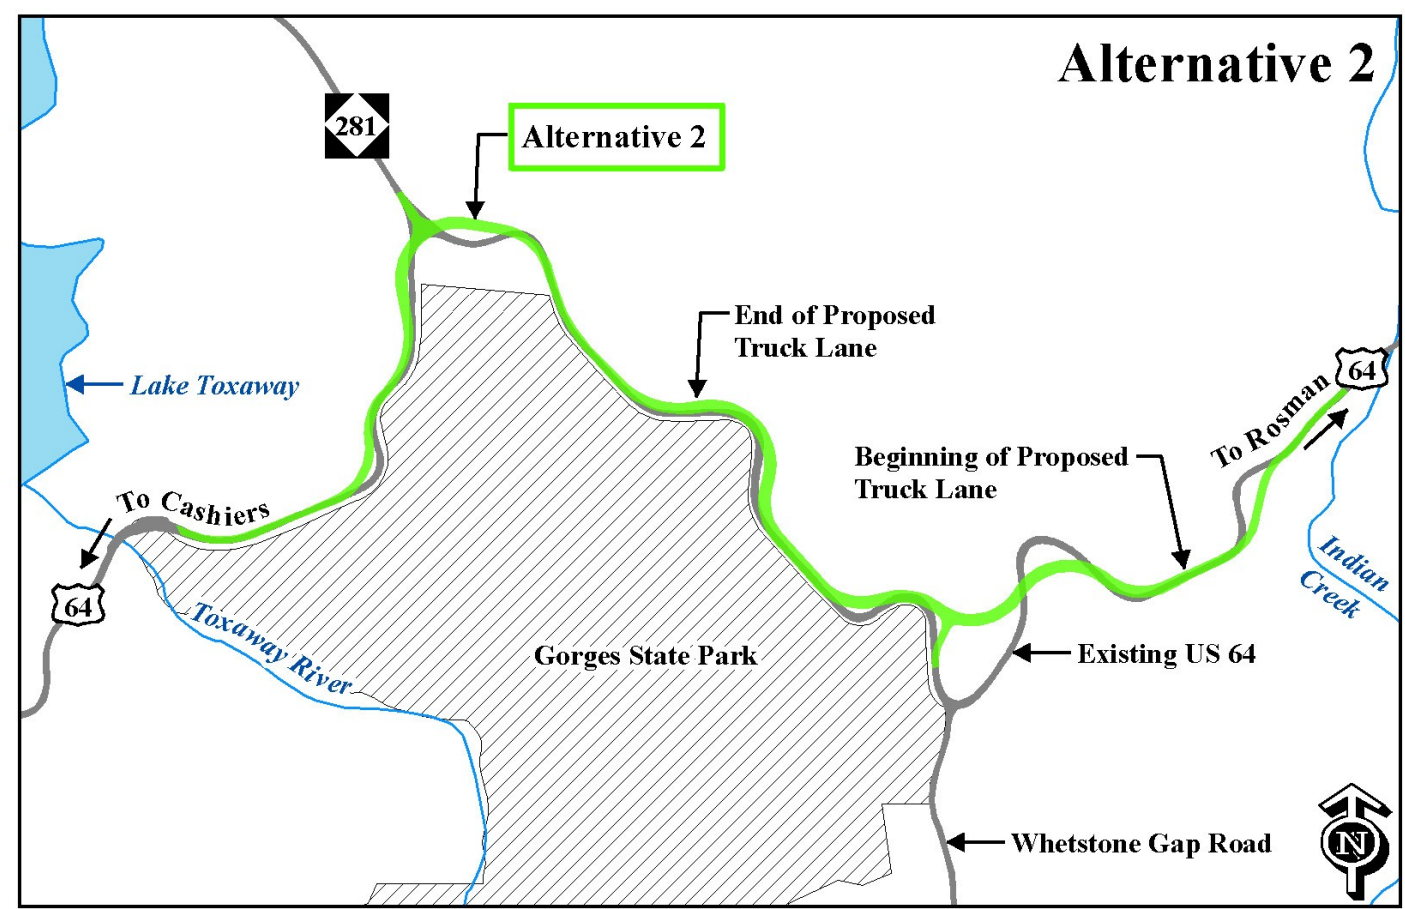 Alternative 2
281
Alternative 2
End of Proposed
Truck Lane
Lake Toxaway
64
To Rosman
Beginning of Proposed
Truck Lane
To Cashiers
Indian
Creek
64
Toxaway River
Gorges State Park
Existing US 64
Whetstone Gap Road
N